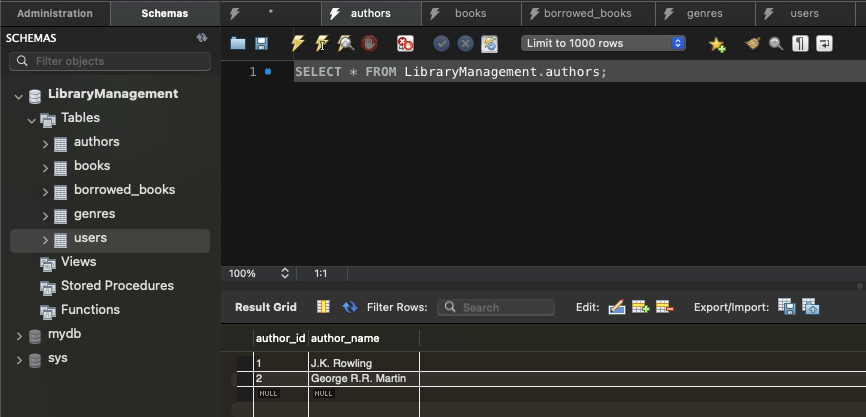 Administration Schemas * authors books borrowed_books genres users
SCHEMAS
Filter objects
LibraryManagement
Tables
authors
books
borrowed_books
genres
users
Views
Stored Procedures
Functions
mydb
sys
Limit to 1000 rows
1 SELECT * FROM LibraryManagement.authors;
100% 1:1
Result Grid Filter Rows: Search Edit: Export/Import:
author_id author_name
1 J.K. Rowling
2 George R.R. Martin
NULL NULL